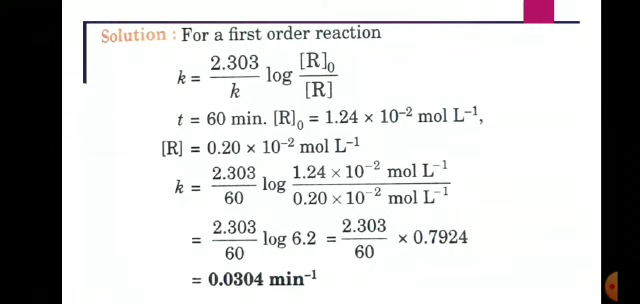 Solution : For a first order reaction
k = 2.303/k log [R]₀/[R]
t = 60 min. [R]₀ = 1.24 × 10⁻² mol L⁻¹,
[R] = 0.20 × 10⁻² mol L⁻¹
k = 2.303/60 log 1.24 × 10⁻² mol L⁻¹/0.20 × 10⁻² mol L⁻¹
= 2.303/60 log 6.2 = 2.303/60 × 0.7924
= 0.0304 min⁻¹